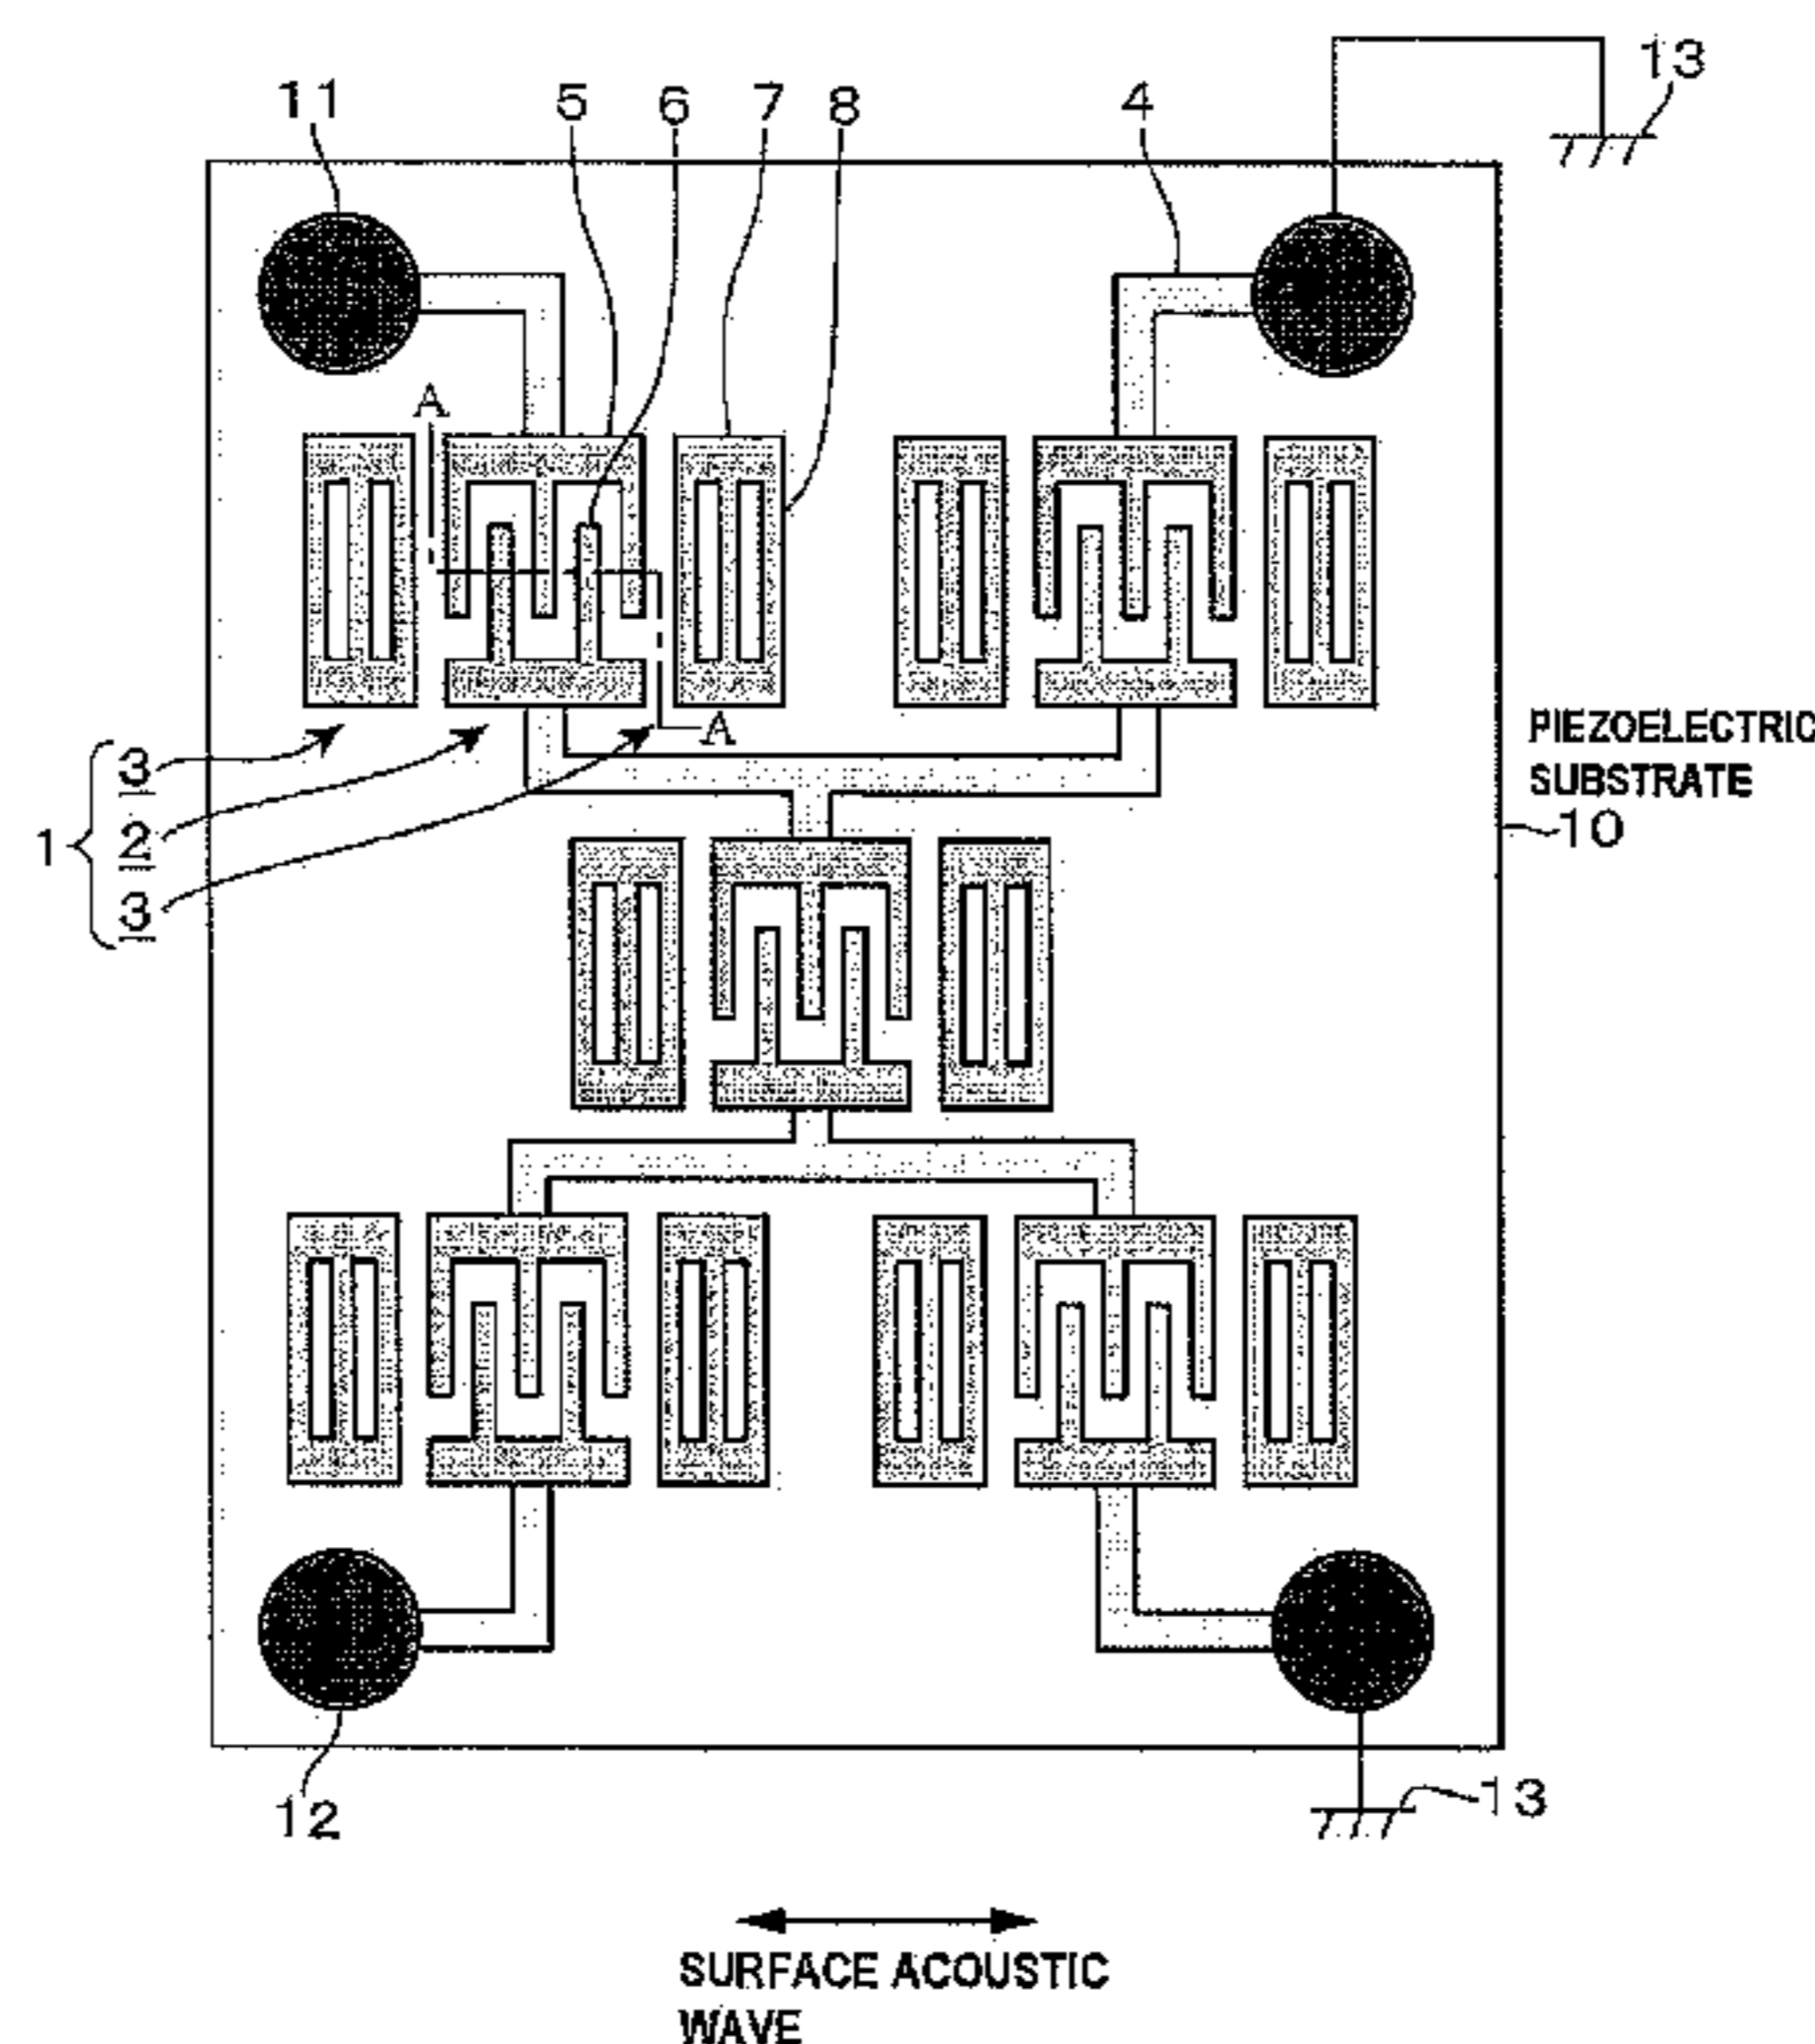 13
11 5 6 7 8 4
A
A
PIEZOELECTRIC
SUBSTRATE
10
3
1 2
3
12
13
SURFACE ACOUSTIC
WAVE